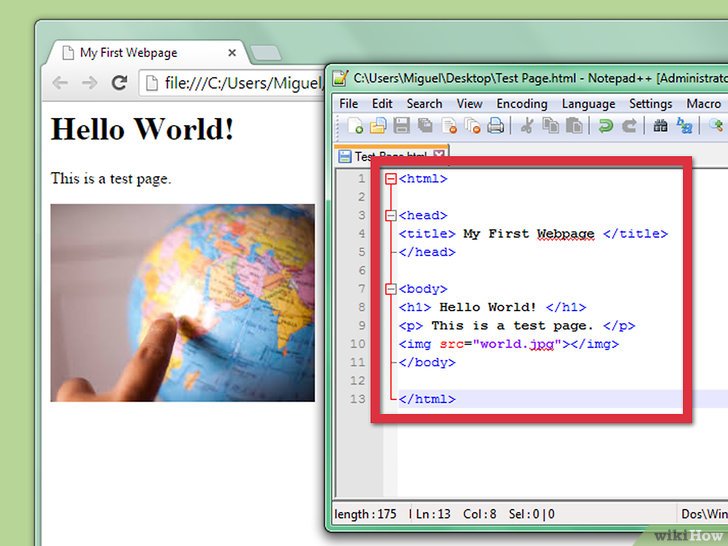 My First Webpage
file:///C:/Users/Miguel/
Hello World!
This is a test page.
C:\Users\Miguel\Desktop\Test Page.html - Notepad++ [Administrato
File Edit Search View Encoding Language Settings Macro
Test Page.html
1 <html>
2
3 <head>
4 <title> My First Webpage </title>
5 </head>
6
7 <body>
8 <h1> Hello World! </h1>
9 <p> This is a test page. </p>
10 <img src="world.jpg"></img>
11 </body>
12
13 </html>
length : 175 Ln : 13 Col : 8 Sel : 0 | 0 Dos\Win
wikiHow